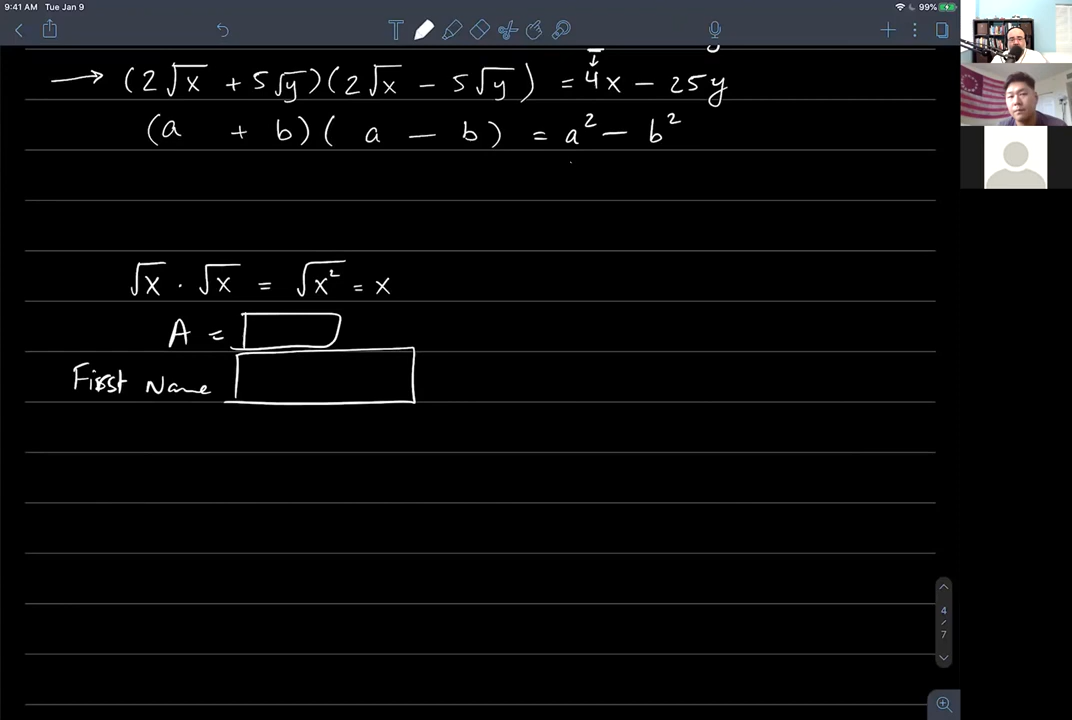 9:41 AM Tue Jan 9
99%
(2√x + 5√y)(2√x − 5√y) = 4x − 25y
(a + b)(a − b) = a² − b²
√x · √x = √x² = x
A =
First Name
4
/
7